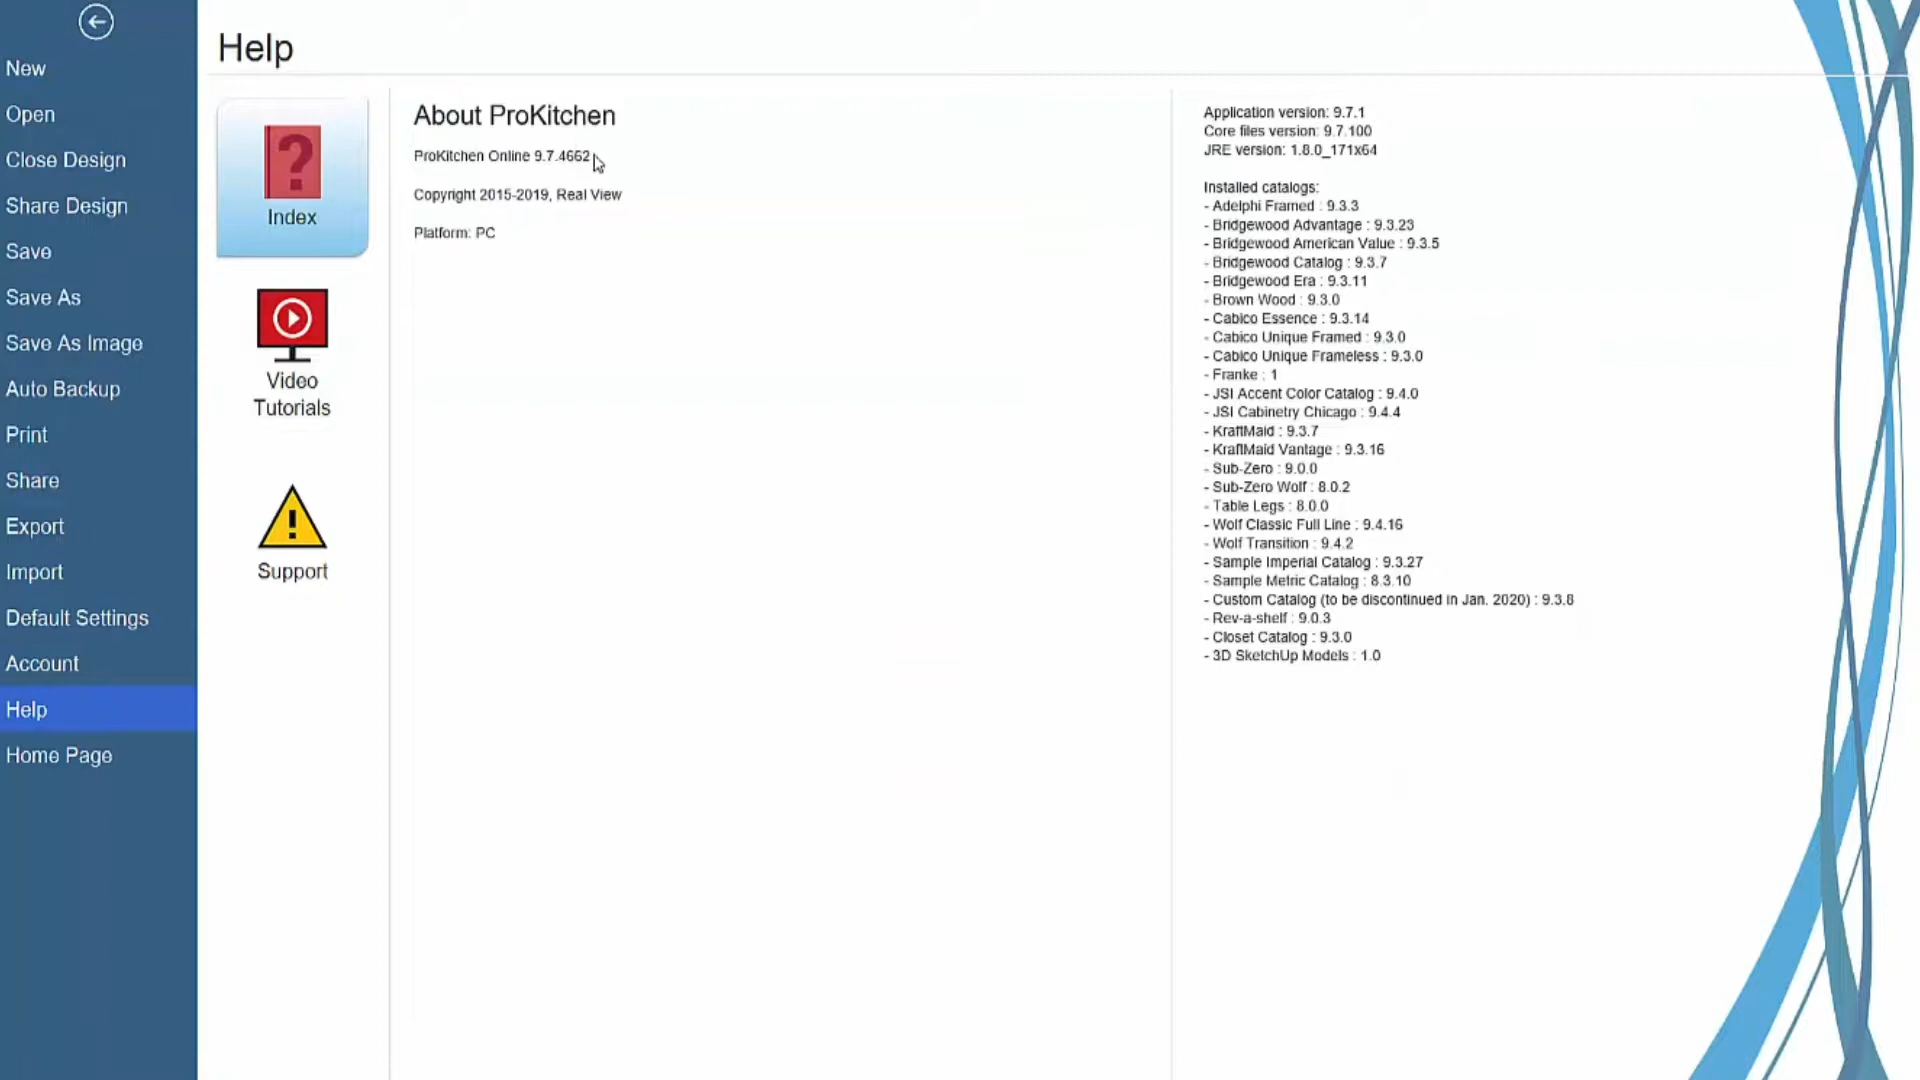 New
Open
Close Design
Share Design
Save
Save As
Save As Image
Auto Backup
Print
Share
Export
Import
Default Settings
Account
Help
Home Page
Help
Index
Video
Tutorials
Support
About ProKitchen
ProKitchen Online 9.7.4662
Copyright 2015-2019, Real View
Platform: PC
Application version: 9.7.1
Core files version: 9.7.100
JRE version: 1.8.0_171x64
Installed catalogs:
- Adelphi Framed : 9.3.3
- Bridgewood Advantage : 9.3.23
- Bridgewood American Value : 9.3.5
- Bridgewood Catalog : 9.3.7
- Bridgewood Era : 9.3.11
- Brown Wood : 9.3.0
- Cabico Essence : 9.3.14
- Cabico Unique Framed : 9.3.0
- Cabico Unique Frameless : 9.3.0
- Franke : 1
- JSI Accent Color Catalog : 9.4.0
- JSI Cabinetry Chicago : 9.4.4
- KraftMaid : 9.3.7
- KraftMaid Vantage : 9.3.16
- Sub-Zero : 9.0.0
- Sub-Zero Wolf : 8.0.2
- Table Legs : 8.0.0
- Wolf Classic Full Line : 9.4.16
- Wolf Transition : 9.4.2
- Sample Imperial Catalog : 9.3.27
- Sample Metric Catalog : 8.3.10
- Custom Catalog (to be discontinued in Jan. 2020) : 9.3.8
- Rev-a-shelf : 9.0.3
- Closet Catalog : 9.3.0
- 3D SketchUp Models : 1.0